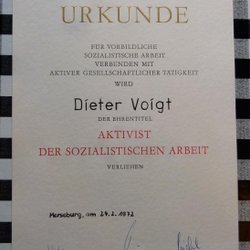 URKUNDE
FÜR VORBILDLICHE
SOZIALISTISCHE ARBEIT
VERBUNDEN MIT
AKTIVER GESELLSCHAFTLICHER TÄTIGKEIT
WIRD
Dieter Voigt
DER EHRENTITEL
AKTIVIST
DER SOZIALISTISCHEN ARBEIT
VERLIEHEN
Merseburg, am 24.2.1972